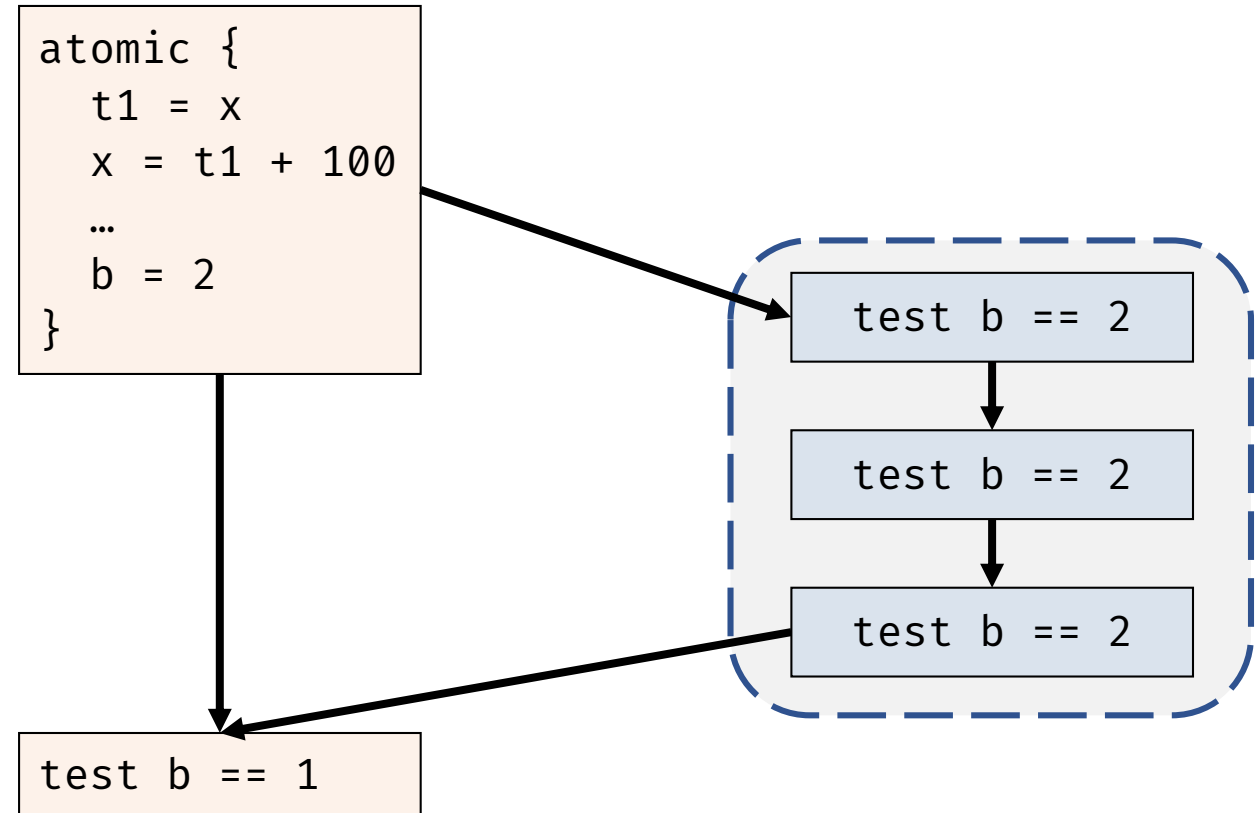 atomic {
  t1 = x
  x = t1 + 100
  …
  b = 2
}
test b == 2
test b == 2
test b == 2
test b == 1